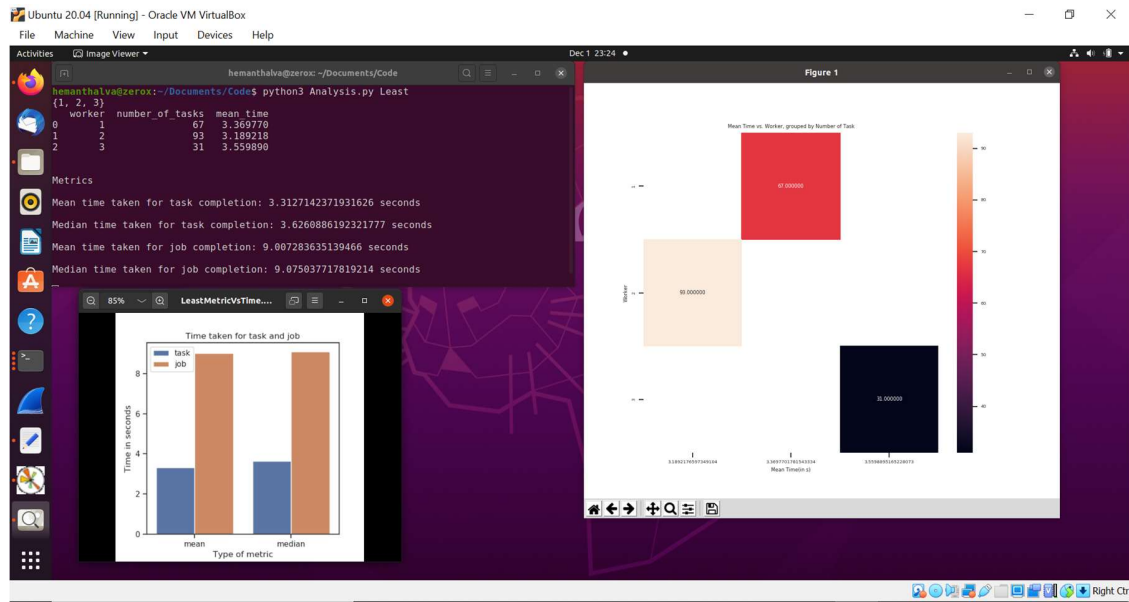 Ubuntu 20.04 [Running] - Oracle VM VirtualBox
File Machine View Input Devices Help
Activities Image Viewer Dec 1 23:24
hemanthalva@zerox: ~/Documents/Code
hemanthalva@zerox:~/Documents/Code$ python3 Analysis.py Least
{1, 2, 3}
worker number_of_tasks mean_time
0 1 67 3.369770
1 2 93 3.189218
2 3 31 3.559890
Metrics
Mean time taken for task completion: 3.3127142371931626 seconds
Median time taken for task completion: 3.6260886192321777 seconds
Mean time taken for job completion: 9.007283635139466 seconds
Median time taken for job completion: 9.075037717819214 seconds
85% LeastMetricVsTime....
Time taken for task and job
task
job
Time in seconds
8
6
4
2
0
mean median
Type of metric
Figure 1
Mean Time vs. Worker, grouped by Number of Task
Worker
1
2
3
67.000000
93.000000
31.000000
Mean Time(in s)
90
80
70
60
50
40
Right Ctr